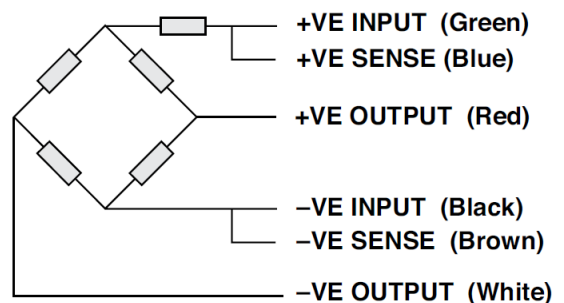 +VE INPUT (Green)
+VE SENSE (Blue)
+VE OUTPUT (Red)
–VE INPUT (Black)
–VE SENSE (Brown)
–VE OUTPUT (White)